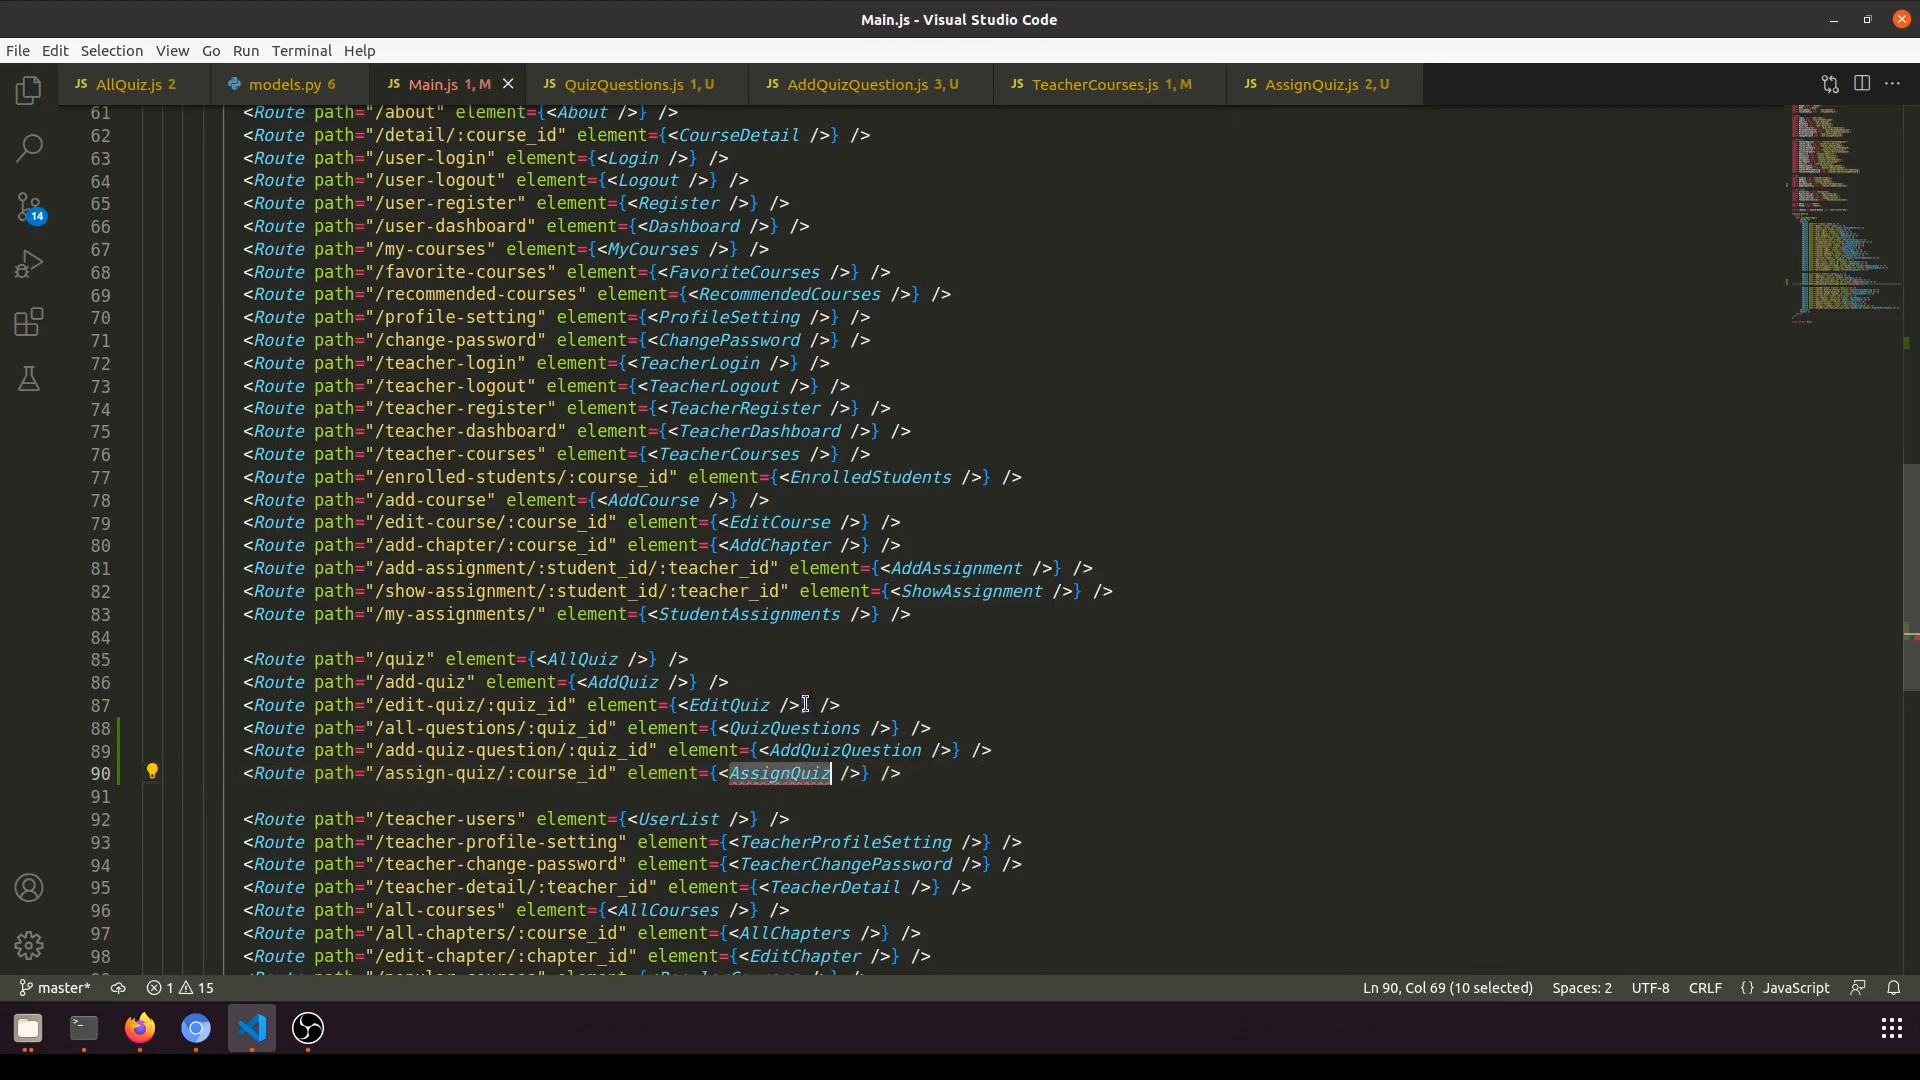 Main.js - Visual Studio Code
File Edit Selection View Go Run Terminal Help
JS AllQuiz.js 2 models.py 6 JS Main.js 1, M JS QuizQuestions.js 1, U JS AddQuizQuestion.js 3, U JS TeacherCourses.js 1, M JS AssignQuiz.js 2, U
61 <Route path="/about" element={<About />} />
62 <Route path="/detail/:course_id" element={<CourseDetail />} />
63 <Route path="/user-login" element={<Login />} />
64 <Route path="/user-logout" element={<Logout />} />
65 <Route path="/user-register" element={<Register />} />
66 <Route path="/user-dashboard" element={<Dashboard />} />
67 <Route path="/my-courses" element={<MyCourses />} />
68 <Route path="/favorite-courses" element={<FavoriteCourses />} />
69 <Route path="/recommended-courses" element={<RecommendedCourses />} />
70 <Route path="/profile-setting" element={<ProfileSetting />} />
71 <Route path="/change-password" element={<ChangePassword />} />
72 <Route path="/teacher-login" element={<TeacherLogin />} />
73 <Route path="/teacher-logout" element={<TeacherLogout />} />
74 <Route path="/teacher-register" element={<TeacherRegister />} />
75 <Route path="/teacher-dashboard" element={<TeacherDashboard />} />
76 <Route path="/teacher-courses" element={<TeacherCourses />} />
77 <Route path="/enrolled-students/:course_id" element={<EnrolledStudents />} />
78 <Route path="/add-course" element={<AddCourse />} />
79 <Route path="/edit-course/:course_id" element={<EditCourse />} />
80 <Route path="/add-chapter/:course_id" element={<AddChapter />} />
81 <Route path="/add-assignment/:student_id/:teacher_id" element={<AddAssignment />} />
82 <Route path="/show-assignment/:student_id/:teacher_id" element={<ShowAssignment />} />
83 <Route path="/my-assignments/" element={<StudentAssignments />} />
84
85 <Route path="/quiz" element={<AllQuiz />} />
86 <Route path="/add-quiz" element={<AddQuiz />} />
87 <Route path="/edit-quiz/:quiz_id" element={<EditQuiz />} />
88 <Route path="/all-questions/:quiz_id" element={<QuizQuestions />} />
89 <Route path="/add-quiz-question/:quiz_id" element={<AddQuizQuestion />} />
90 <Route path="/assign-quiz/:course_id" element={<AssignQuiz />} />
91
92 <Route path="/teacher-users" element={<UserList />} />
93 <Route path="/teacher-profile-setting" element={<TeacherProfileSetting />} />
94 <Route path="/teacher-change-password" element={<TeacherChangePassword />} />
95 <Route path="/teacher-detail/:teacher_id" element={<TeacherDetail />} />
96 <Route path="/all-courses" element={<AllCourses />} />
97 <Route path="/all-chapters/:course_id" element={<AllChapters />} />
98 <Route path="/edit-chapter/:chapter_id" element={<EditChapter />} />
14
master* 1 15 Ln 90, Col 69 (10 selected) Spaces: 2 UTF-8 CRLF {} JavaScript